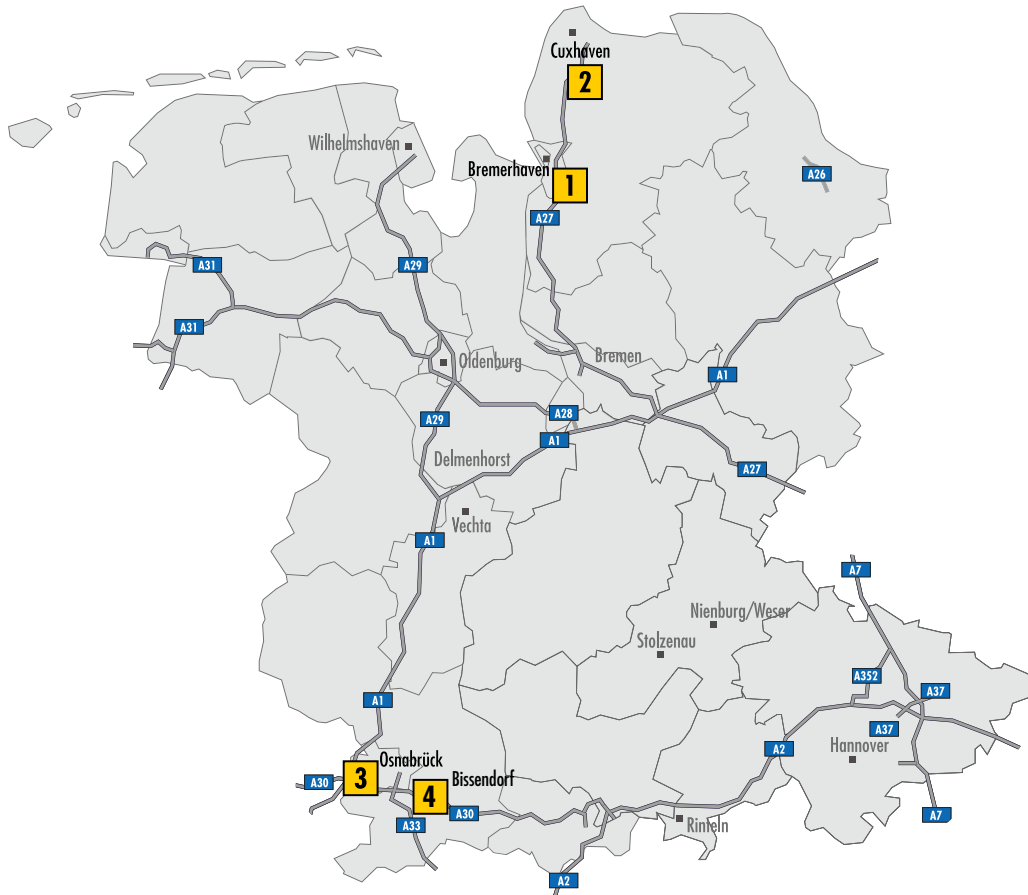 Cuxhaven
2
Wilhelmshaven
Bremerhaven
A26
1
A27
A31
A29
A31
Bremen
Oldenburg
A1
A28
A29
A1
Delmenhorst
A27
Vechta
A1
A7
Nienburg/Weser
Stolzenau
A352
A37
A1
A37
A2
Hannover
Osnabrück
3
A30
Bissendorf
4
A30
A7
A33
Rinteln
A2